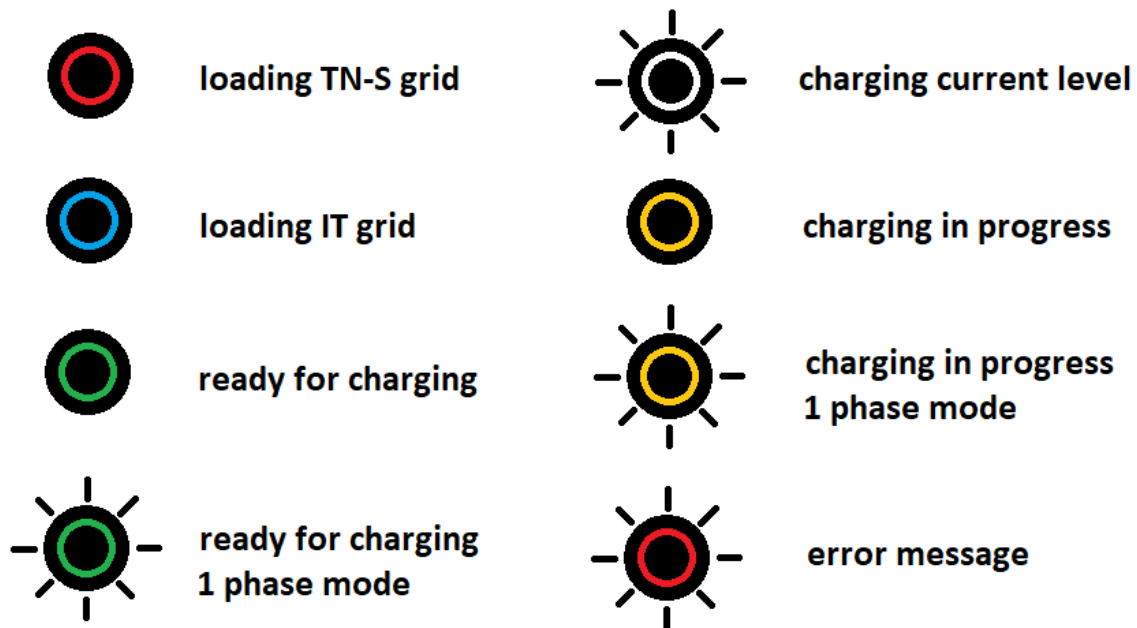 loading TN-S grid
loading IT grid
ready for charging
ready for charging
1 phase mode
charging current level
charging in progress
charging in progress
1 phase mode
error message